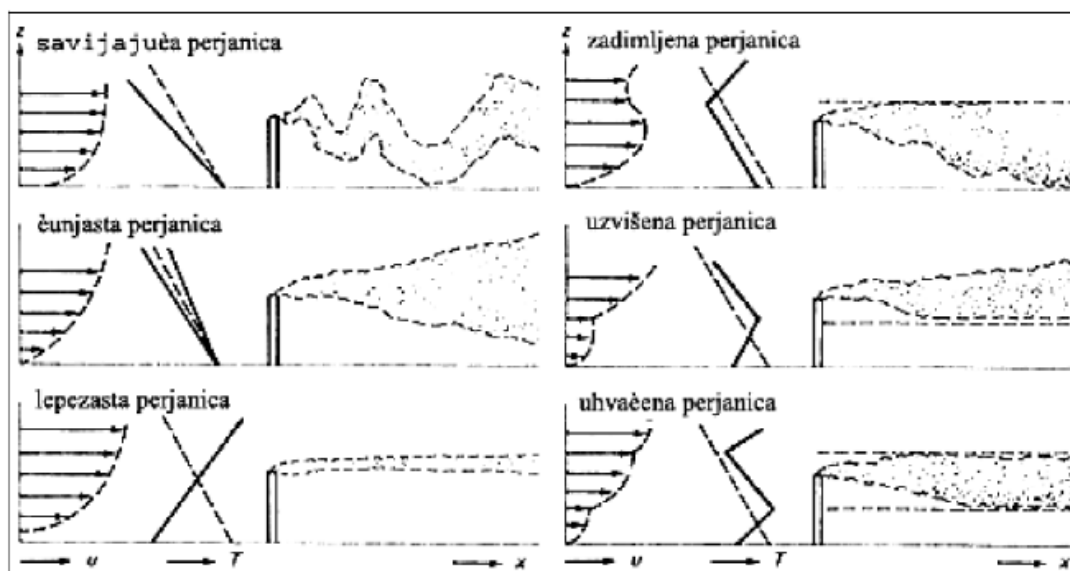 z
savijajuèa perjanica
z
zadimljena perjanica
èunjasta perjanica
uzvišena perjanica
lepezasta perjanica
uhvaèena perjanica
u
T
x
u
T
x